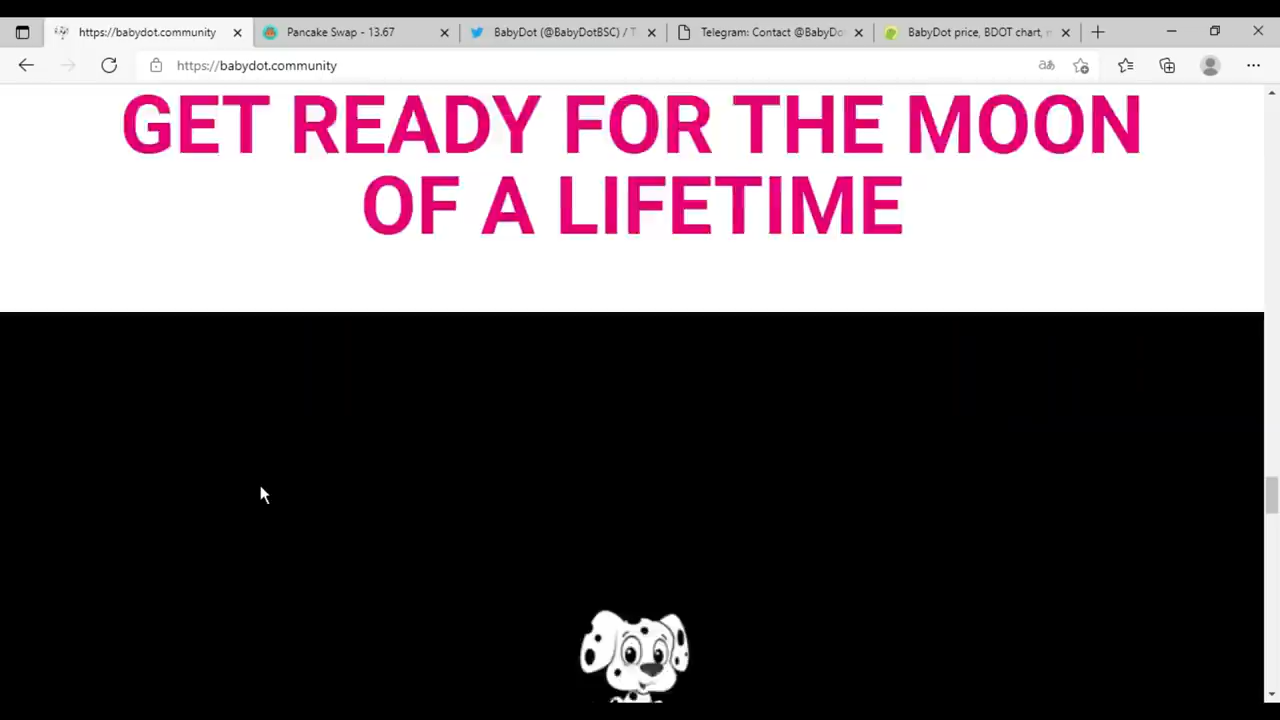 https://babydot.community
Pancake Swap - 13.67
BabyDot (@BabyDotBSC) / T
Telegram: Contact @BabyDo
BabyDot price, BDOT chart,
https://babydot.community
GET READY FOR THE MOON
OF A LIFETIME